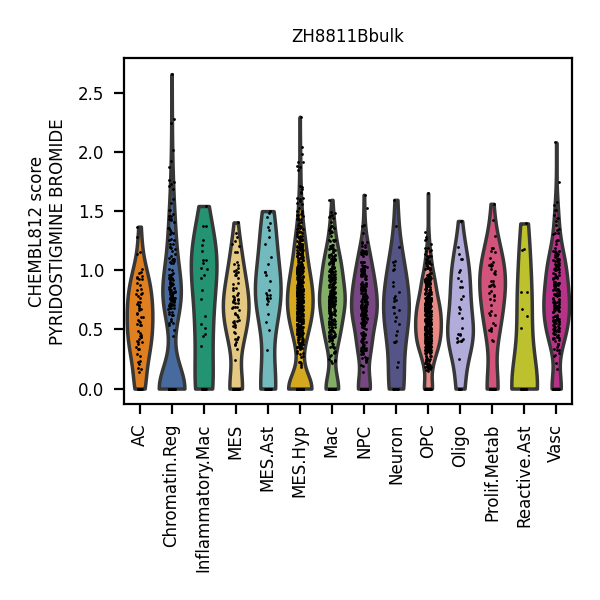 ZH8811Bbulk
CHEMBL812 score
PYRIDOSTIGMINE BROMIDE
2.5
2.0
1.5
1.0
0.5
0.0
AC
Chromatin.Reg
Inflammatory.Mac
MES
MES.Ast
MES.Hyp
Mac
NPC
Neuron
OPC
Oligo
Prolif.Metab
Reactive.Ast
Vasc